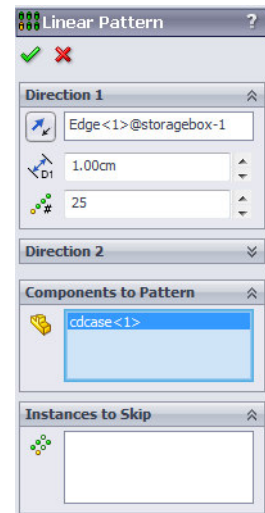 Linear Pattern ?
Direction 1
Edge<1>@storagebox-1
D1 1.00cm
# 25
Direction 2
Components to Pattern
cdcase<1>
Instances to Skip